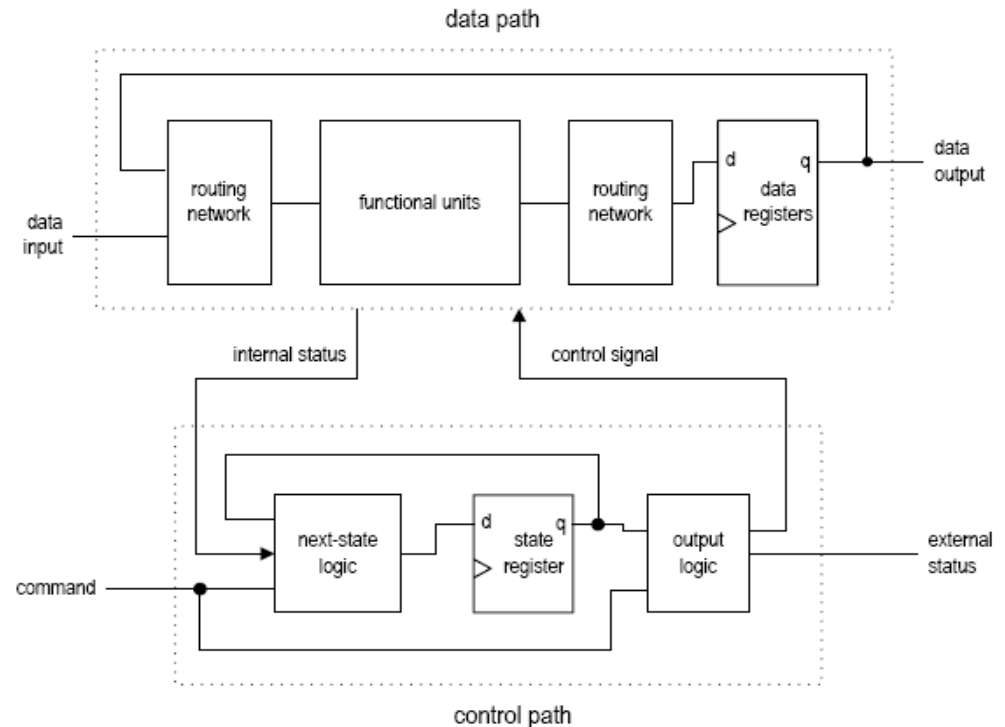 data path
routing
network
functional units
routing
network
d
q
data
registers
data
output
data
input
internal status
control signal
next-state
logic
d
q
state
register
output
logic
external
status
command
control path